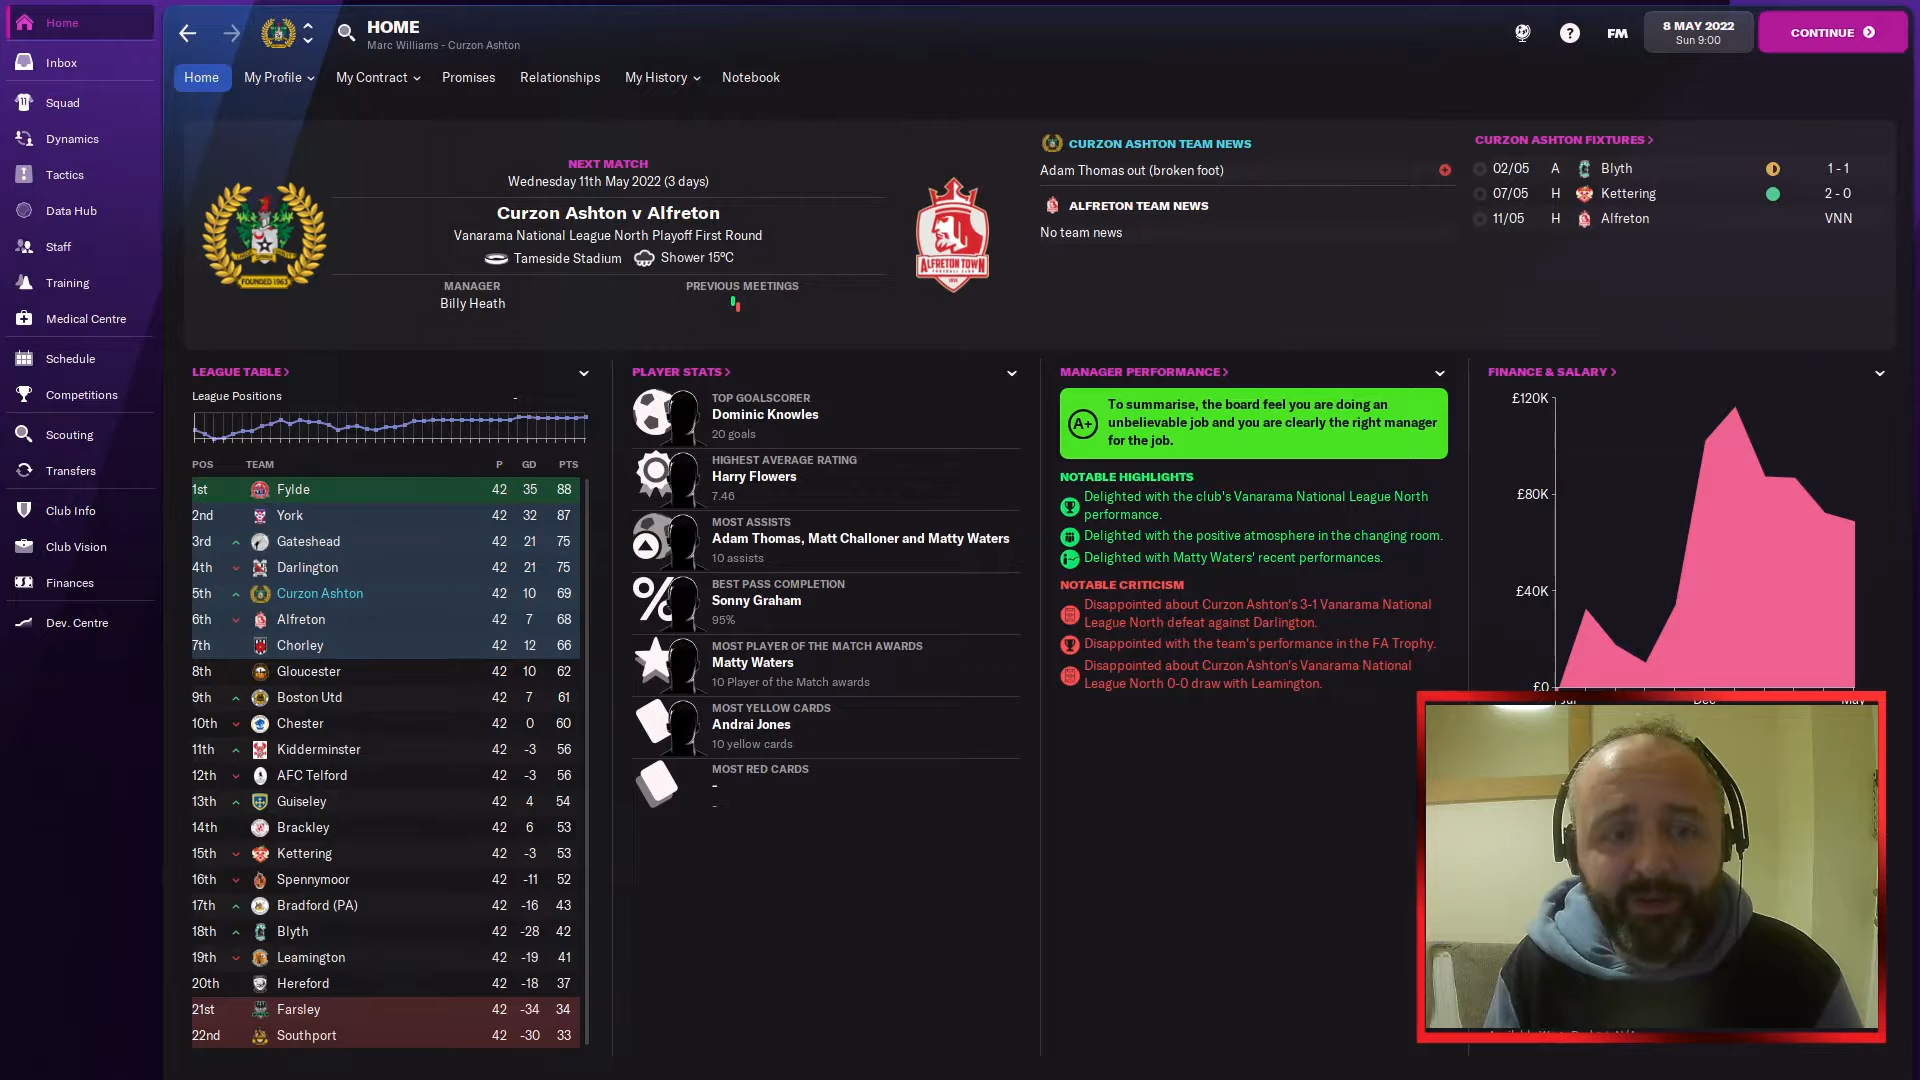 Home
Inbox
Squad
Dynamics
Tactics
Data Hub
Staff
Training
Medical Centre
Schedule
Competitions
Scouting
Transfers
Club Info
Club Vision
Finances
Dev. Centre
HOME
Marc Williams - Curzon Ashton
FM
8 MAY 2022
Sun 9:00
CONTINUE
Home My Profile My Contract Promises Relationships My History Notebook
NEXT MATCH
Wednesday 11th May 2022 (3 days)
Curzon Ashton v Alfreton
Vanarama National League North Playoff First Round
Tameside Stadium Shower 15°C
MANAGER
Billy Heath
PREVIOUS MEETINGS
FOUNDED 1963
ALFRETON TOWN
CURZON ASHTON TEAM NEWS
Adam Thomas out (broken foot)
ALFRETON TEAM NEWS
No team news
CURZON ASHTON FIXTURES >
02/05 A Blyth 1 - 1
07/05 H Kettering 2 - 0
11/05 H Alfreton VNN
LEAGUE TABLE >
League Positions -
POS TEAM P GD PTS
1st Fylde 42 35 88
2nd York 42 32 87
3rd Gateshead 42 21 75
4th Darlington 42 21 75
5th Curzon Ashton 42 10 69
6th Alfreton 42 7 68
7th Chorley 42 12 66
8th Gloucester 42 10 62
9th Boston Utd 42 7 61
10th Chester 42 0 60
11th Kidderminster 42 -3 56
12th AFC Telford 42 -3 56
13th Guiseley 42 4 54
14th Brackley 42 6 53
15th Kettering 42 -3 53
16th Spennymoor 42 -11 52
17th Bradford (PA) 42 -16 43
18th Blyth 42 -28 42
19th Leamington 42 -19 41
20th Hereford 42 -18 37
21st Farsley 42 -34 34
22nd Southport 42 -30 33
PLAYER STATS >
TOP GOALSCORER
Dominic Knowles
20 goals
HIGHEST AVERAGE RATING
Harry Flowers
7.46
MOST ASSISTS
Adam Thomas, Matt Challoner and Matty Waters
10 assists
BEST PASS COMPLETION
Sonny Graham
95%
MOST PLAYER OF THE MATCH AWARDS
Matty Waters
10 Player of the Match awards
MOST YELLOW CARDS
Andrai Jones
10 yellow cards
MOST RED CARDS
-
-
MANAGER PERFORMANCE >
A+
To summarise, the board feel you are doing an
unbelievable job and you are clearly the right manager
for the job.
NOTABLE HIGHLIGHTS
Delighted with the club's Vanarama National League North
performance.
Delighted with the positive atmosphere in the changing room.
Delighted with Matty Waters' recent performances.
NOTABLE CRITICISM
Disappointed about Curzon Ashton's 3-1 Vanarama National
League North defeat against Darlington.
Disappointed with the team's performance in the FA Trophy.
Disappointed about Curzon Ashton's Vanarama National
League North 0-0 draw with Leamington.
FINANCE & SALARY >
£120K
£80K
£40K
£0
Jul Dec May